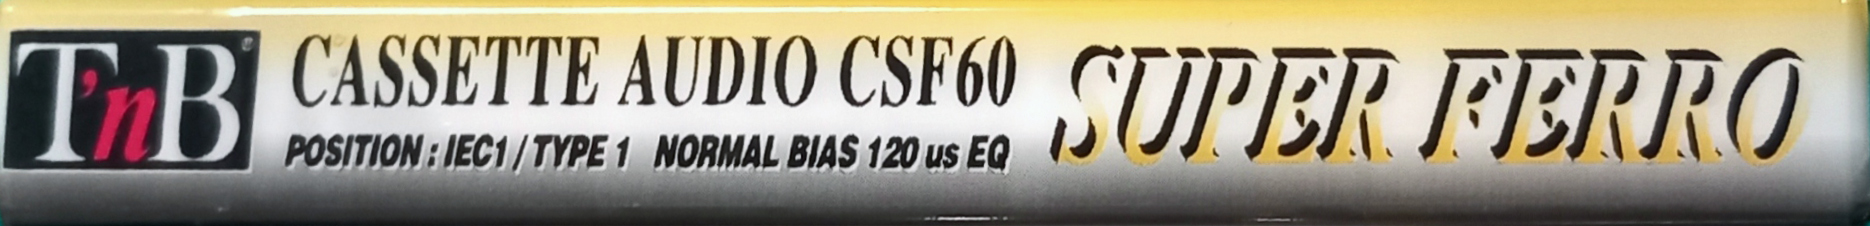 T'nB®
CASSETTE AUDIO CSF60
POSITION : IEC1 / TYPE 1 NORMAL BIAS 120 us EQ
SUPER FERRO